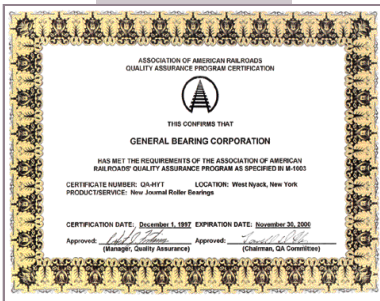 ASSOCIATION OF AMERICAN RAILROADS
QUALITY ASSURANCE PROGRAM CERTIFICATION
THIS CONFIRMS THAT
GENERAL BEARING CORPORATION
HAS MET THE REQUIREMENTS OF THE ASSOCIATION OF AMERICAN
RAILROADS' QUALITY ASSURANCE PROGRAM AS SPECIFIED IN M-1003
CERTIFICATE NUMBER: QA-HYT LOCATION: West Nyack, New York
PRODUCT/SERVICE: New Journal Roller Bearings
CERTIFICATION DATE: December 1, 1997 EXPIRATION DATE: November 30, 2000
Approved: Approved:
(Manager, Quality Assurance) (Chairman, QA Committee)